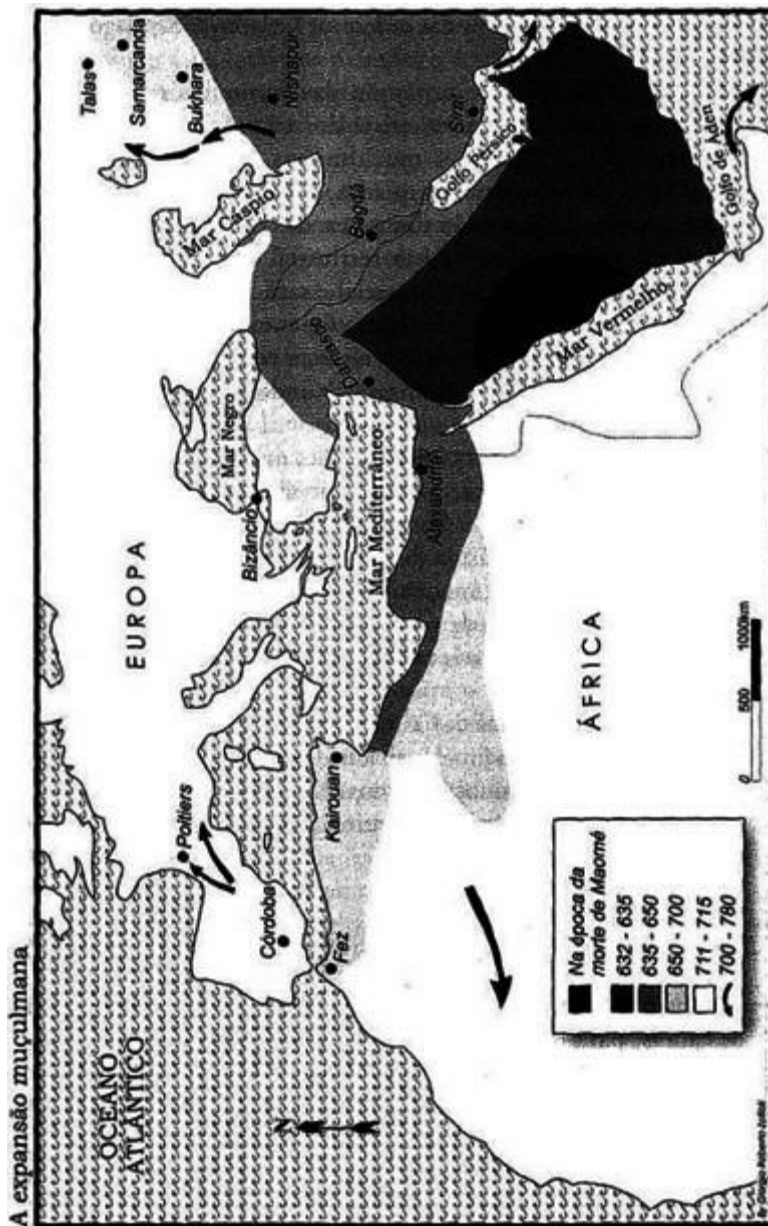 A expansão muçulmana
OCEANO
ATLÂNTICO
N
EUROPA
Poitiers
Córdoba
Fez
Kairouan
Mar Mediterrâneo
Bizâncio
Mar Negro
Mar Cáspio
Talas
Samarcanda
Bukhara
Nishapur
Bagdá
Damasco
Alexandria
Golfo Pérsico
Mar Vermelho
Golfo de Áden
ÁFRICA
0 500 1000km
Na época da
morte de Maomé
632 - 635
635 - 650
650 - 700
711 - 715
700 - 780